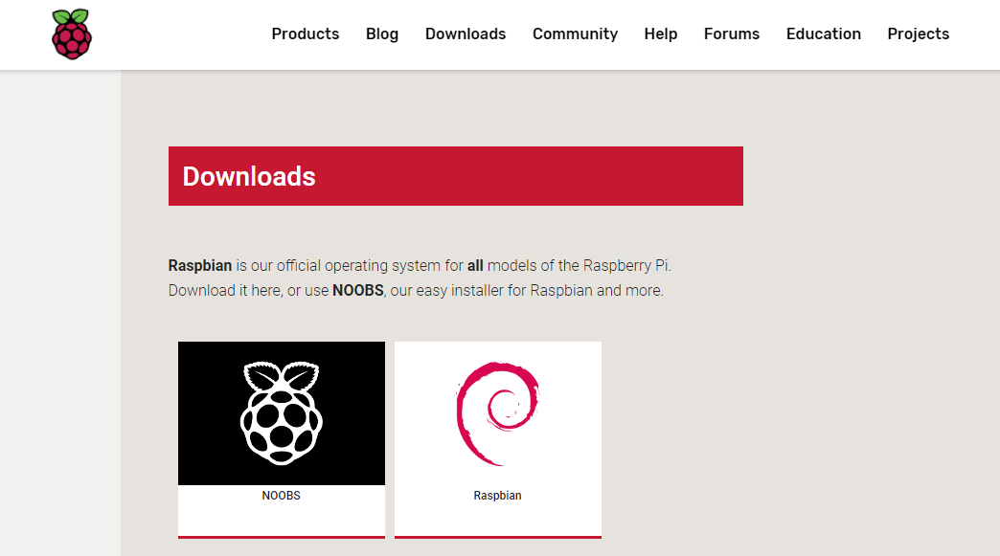 Products Blog Downloads Community Help Forums Education Projects
Downloads
Raspbian is our official operating system for all models of the Raspberry Pi.
Download it here, or use NOOBS, our easy installer for Raspbian and more.
NOOBS Raspbian